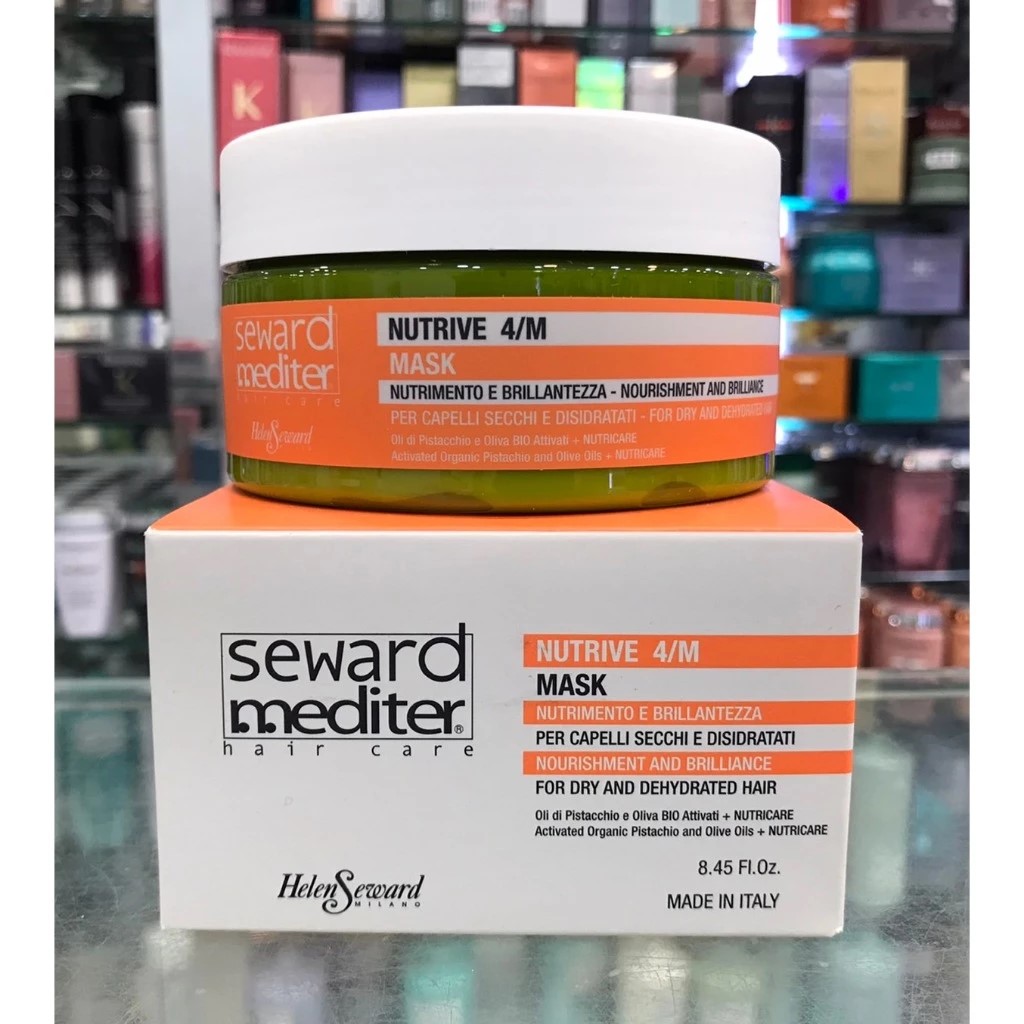 seward
mediter
hair care
Helen Seward
NUTRIVE 4/M
MASK
NUTRIMENTO E BRILLANTEZZA - NOURISHMENT AND BRILLIANCE
PER CAPELLI SECCHI E DISIDRATATI - FOR DRY AND DEHYDRATED HAIR
Oli di Pistacchio e Oliva BIO Attivati + NUTRICARE
Activated Organic Pistachio and Olive Oils + NUTRICARE
seward
mediter®
hair care
Helen Seward
MILANO
NUTRIVE 4/M
MASK
NUTRIMENTO E BRILLANTEZZA
PER CAPELLI SECCHI E DISIDRATATI
NOURISHMENT AND BRILLIANCE
FOR DRY AND DEHYDRATED HAIR
Oli di Pistacchio e Oliva BIO Attivati + NUTRICARE
Activated Organic Pistachio and Olive Oils + NUTRICARE
8.45 Fl.Oz.
MADE IN ITALY
K